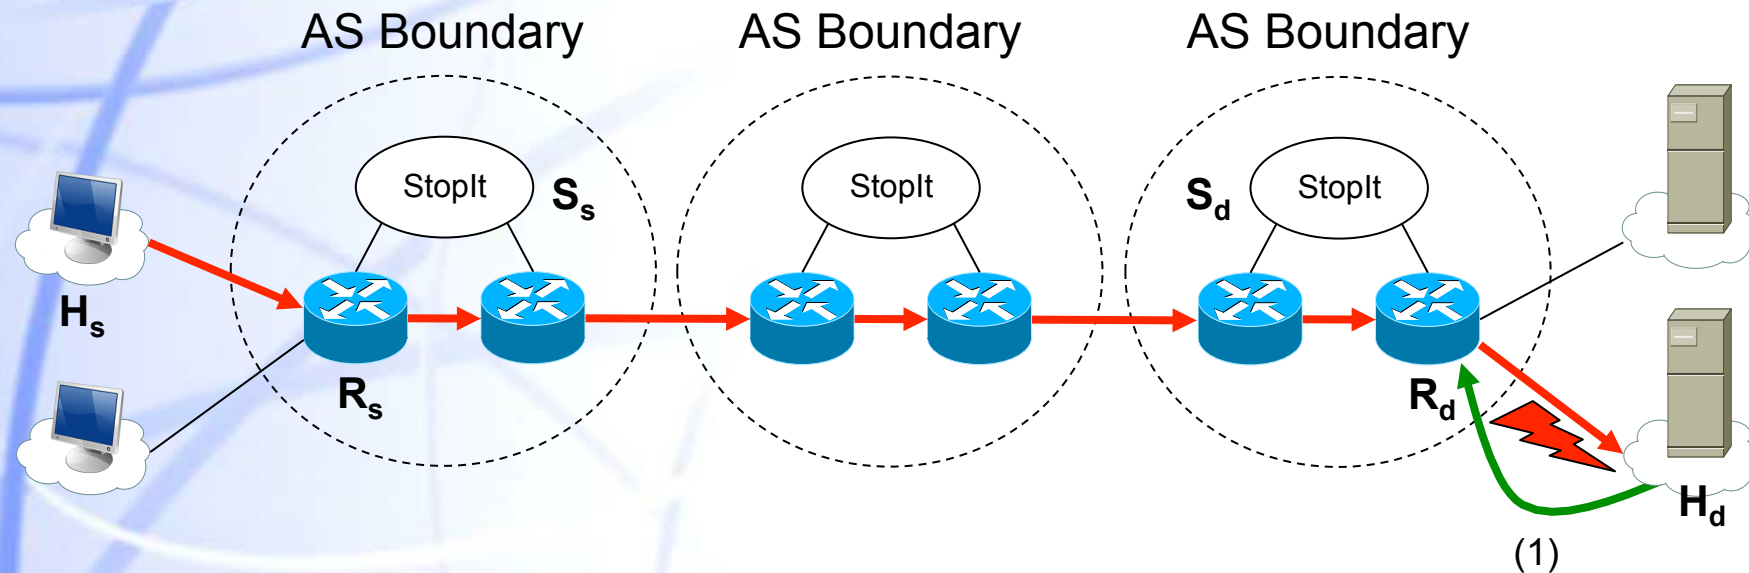 AS Boundary
AS Boundary
AS Boundary
StopIt
Ss
StopIt
Sd
StopIt
Hs
Rs
Rd
Hd
(1)